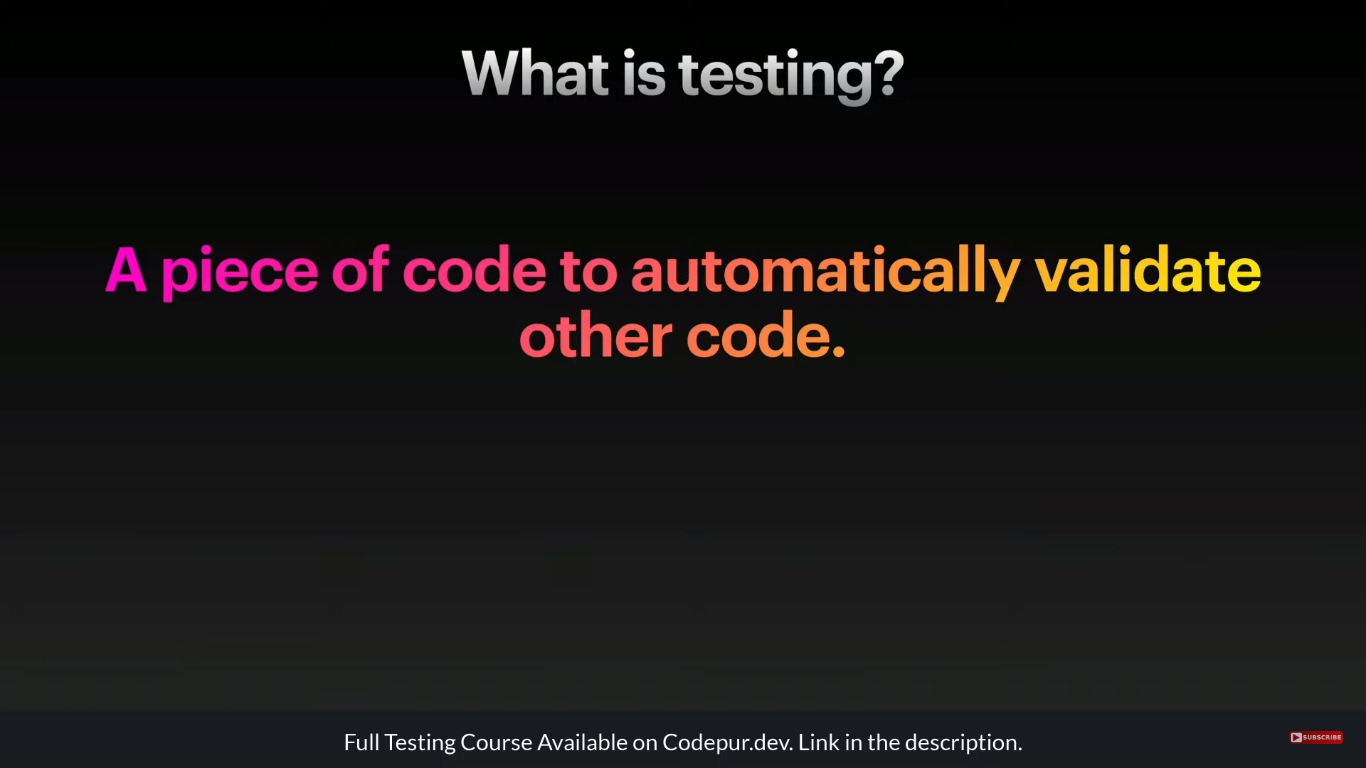 What is testing?
A piece of code to automatically validate
other code.
Full Testing Course Available on Codepur.dev. Link in the description.
SUBSCRIBE